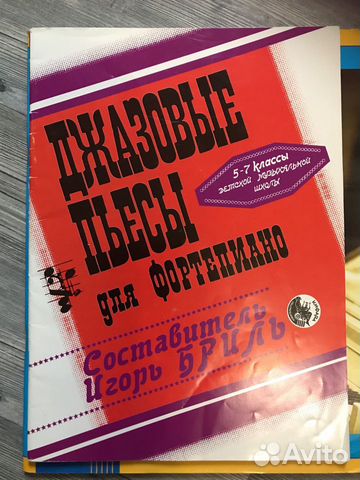 ДЖАЗОВЫЕ
ПЬЕСЫ
для ФОРТЕПИАНО
5-7 классы
детской музыкальной
школы
Составитель
Игорь БРИЛЬ
Avito